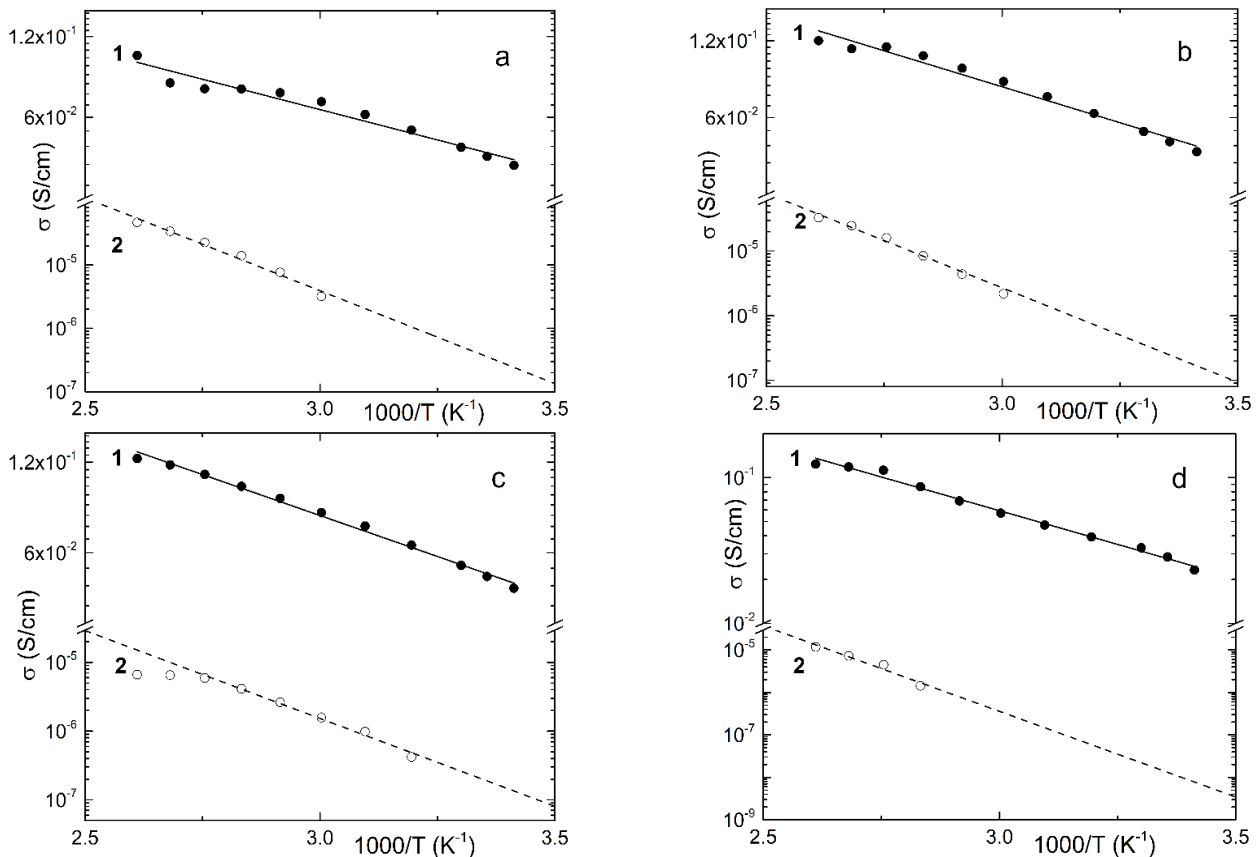 a
1.2x10⁻¹
1
6x10⁻²
σ (S/cm)
2
10⁻⁵
10⁻⁶
10⁻⁷
2.5
3.0
3.5
1000/T (K⁻¹)
b
1.2x10⁻¹
1
6x10⁻²
σ (S/cm)
2
10⁻⁵
10⁻⁶
10⁻⁷
2.5
3.0
3.5
1000/T (K⁻¹)
c
1.2x10⁻¹
1
6x10⁻²
σ (S/cm)
2
10⁻⁵
10⁻⁶
10⁻⁷
2.5
3.0
3.5
1000/T (K⁻¹)
d
1
10⁻¹
σ (S/cm)
10⁻²
2
10⁻⁵
10⁻⁷
10⁻⁹
2.5
3.0
3.5
1000/T (K⁻¹)